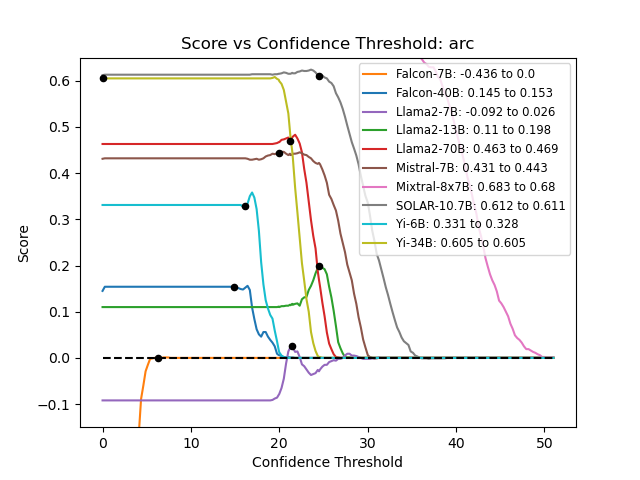 Score vs Confidence Threshold: arc
Score
0.6
0.5
0.4
0.3
0.2
0.1
0.0
−0.1
Falcon-7B: -0.436 to 0.0
Falcon-40B: 0.145 to 0.153
Llama2-7B: -0.092 to 0.026
Llama2-13B: 0.11 to 0.198
Llama2-70B: 0.463 to 0.469
Mistral-7B: 0.431 to 0.443
Mixtral-8x7B: 0.683 to 0.68
SOLAR-10.7B: 0.612 to 0.611
Yi-6B: 0.331 to 0.328
Yi-34B: 0.605 to 0.605
0 10 20 30 40 50
Confidence Threshold